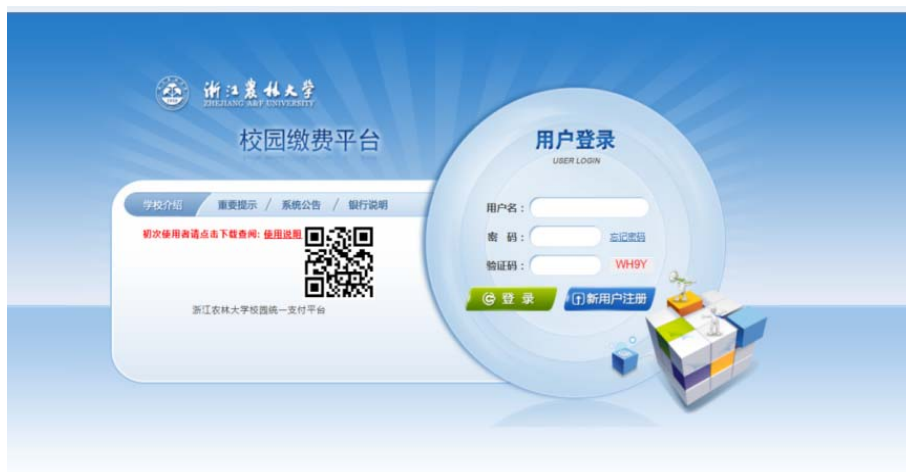 浙江农林大学
ZHEJIANG A&F UNIVERSITY
校园缴费平台
学校介绍 重要提示 / 系统公告 / 银行说明
初次使用者请点击下载查阅: 使用说明
浙江农林大学校园统一支付平台
用户登录
USER LOGIN
用户名:
密 码: 忘记密码
验证码: WH9Y
登 录 新用户注册